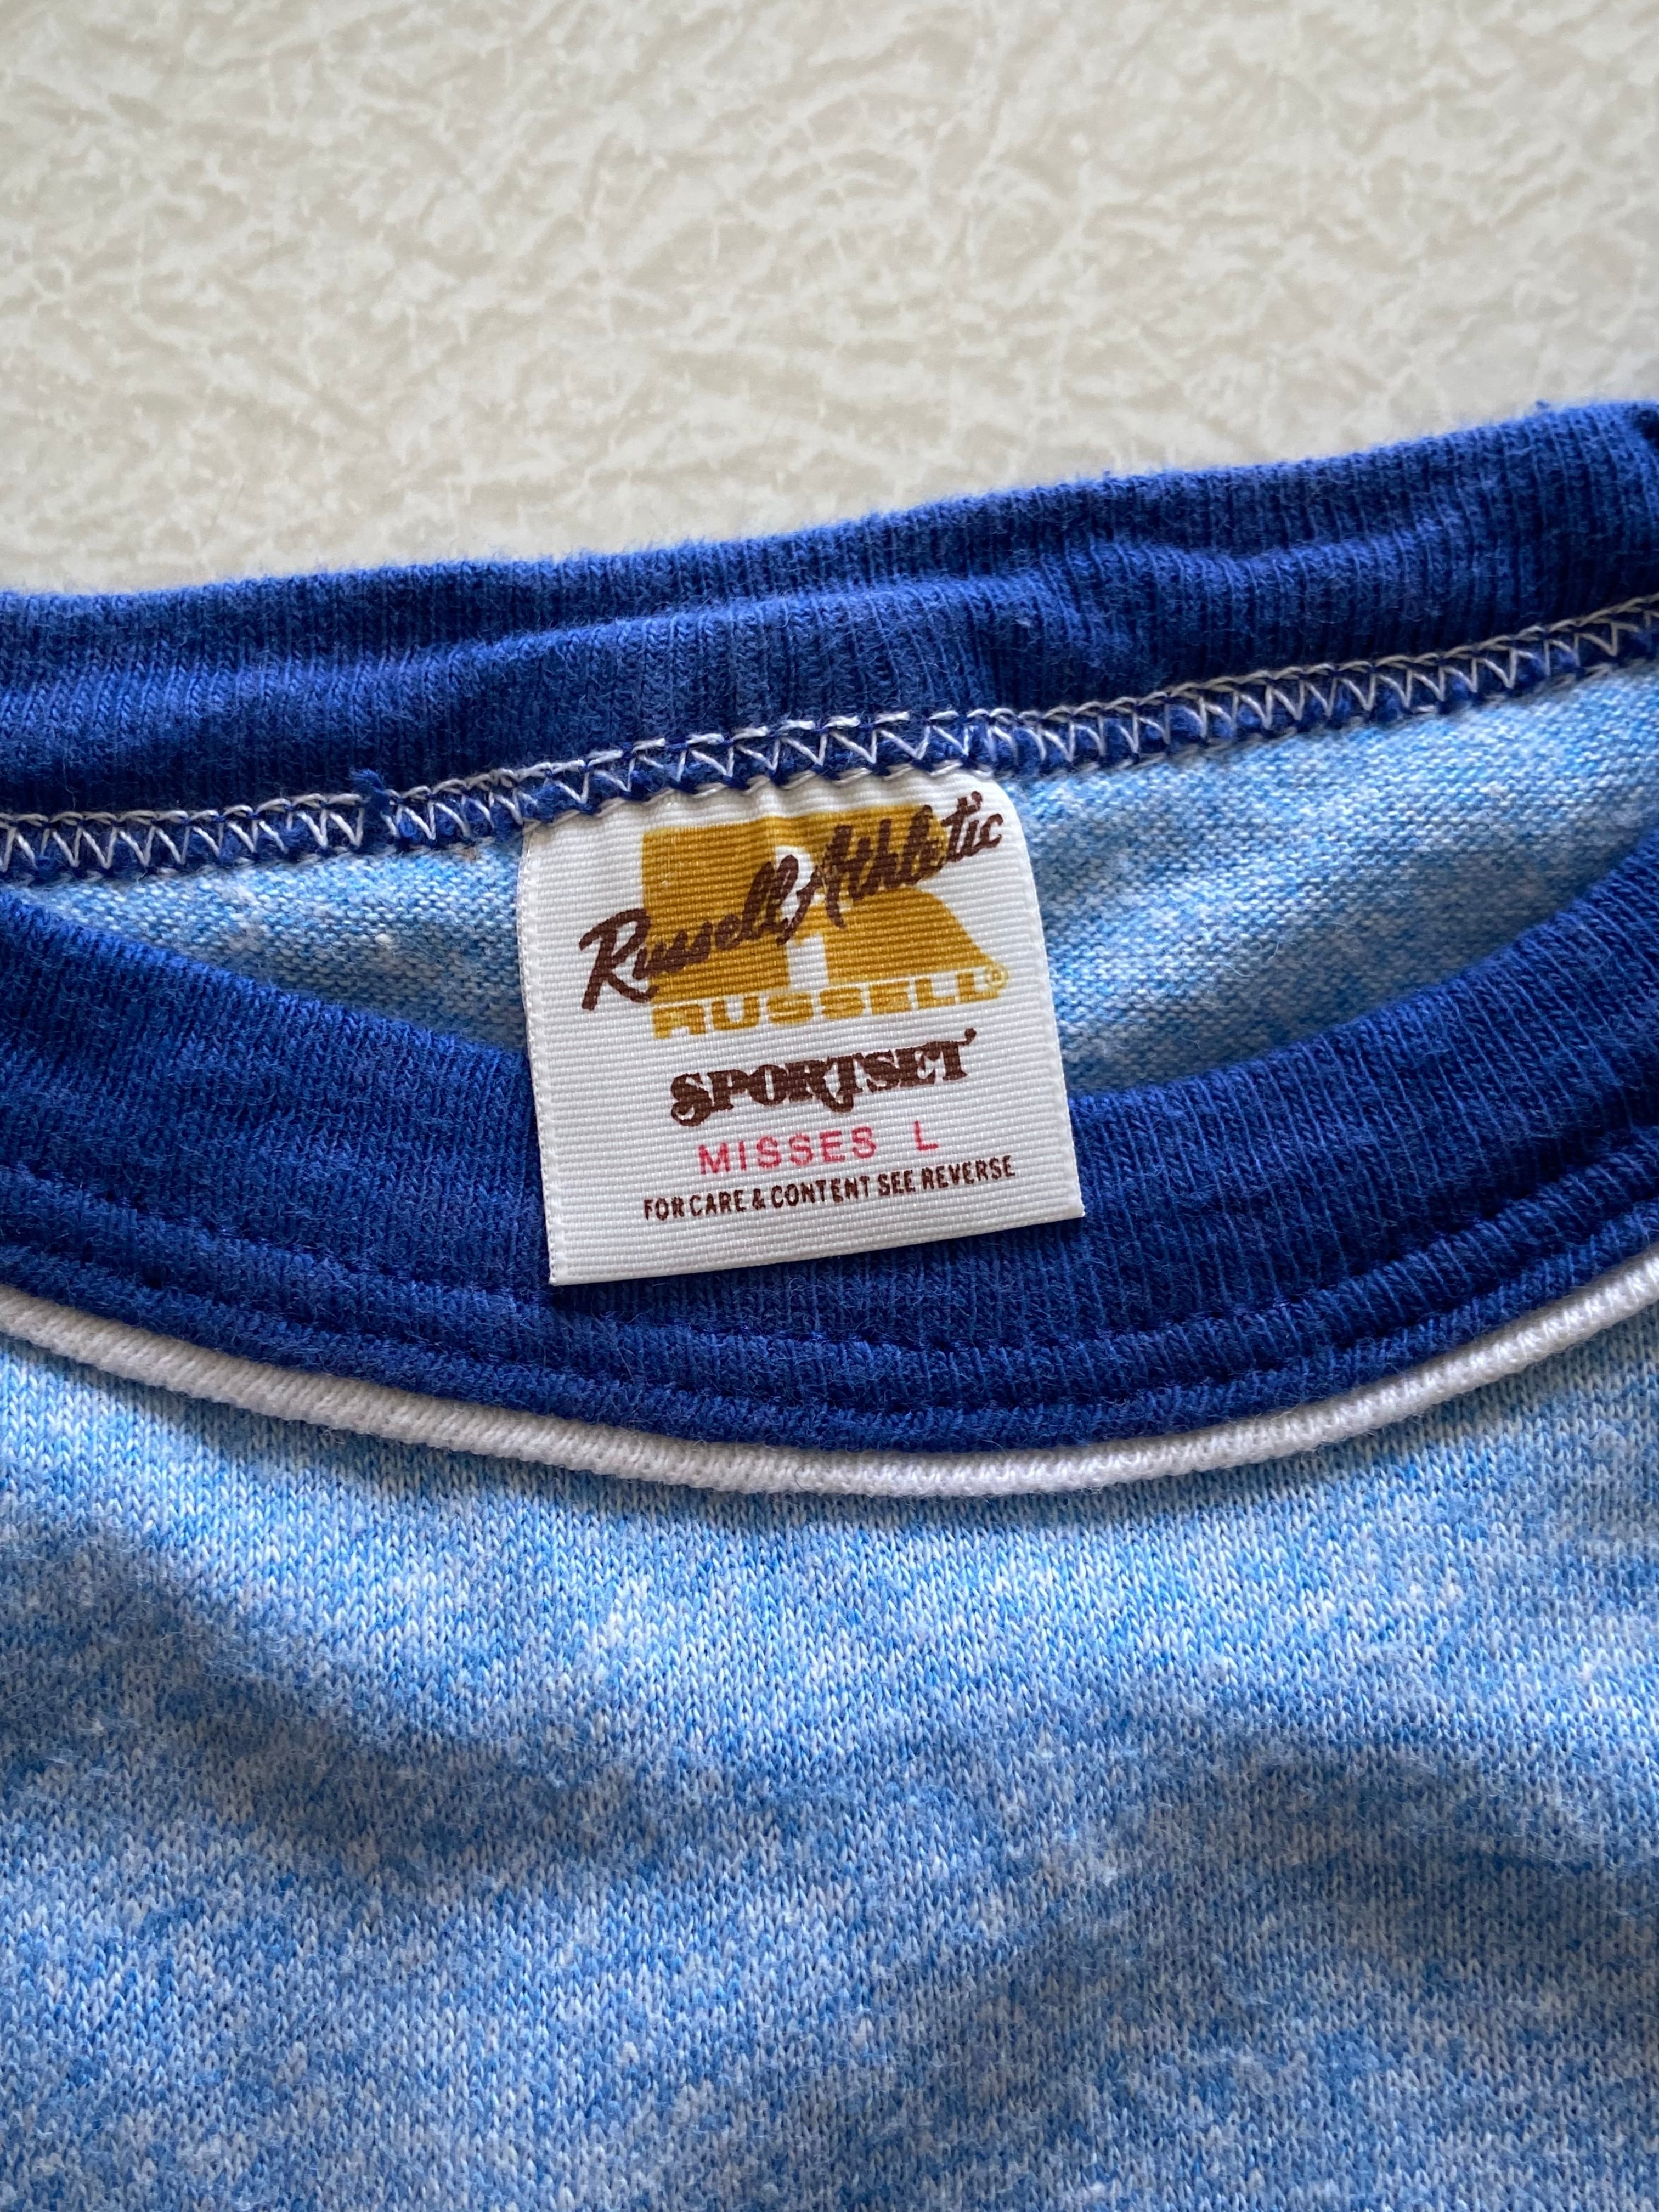 Russell Athletic
RUSSELL®
SPORTSET
MISSES L
FOR CARE & CONTENT SEE REVERSE